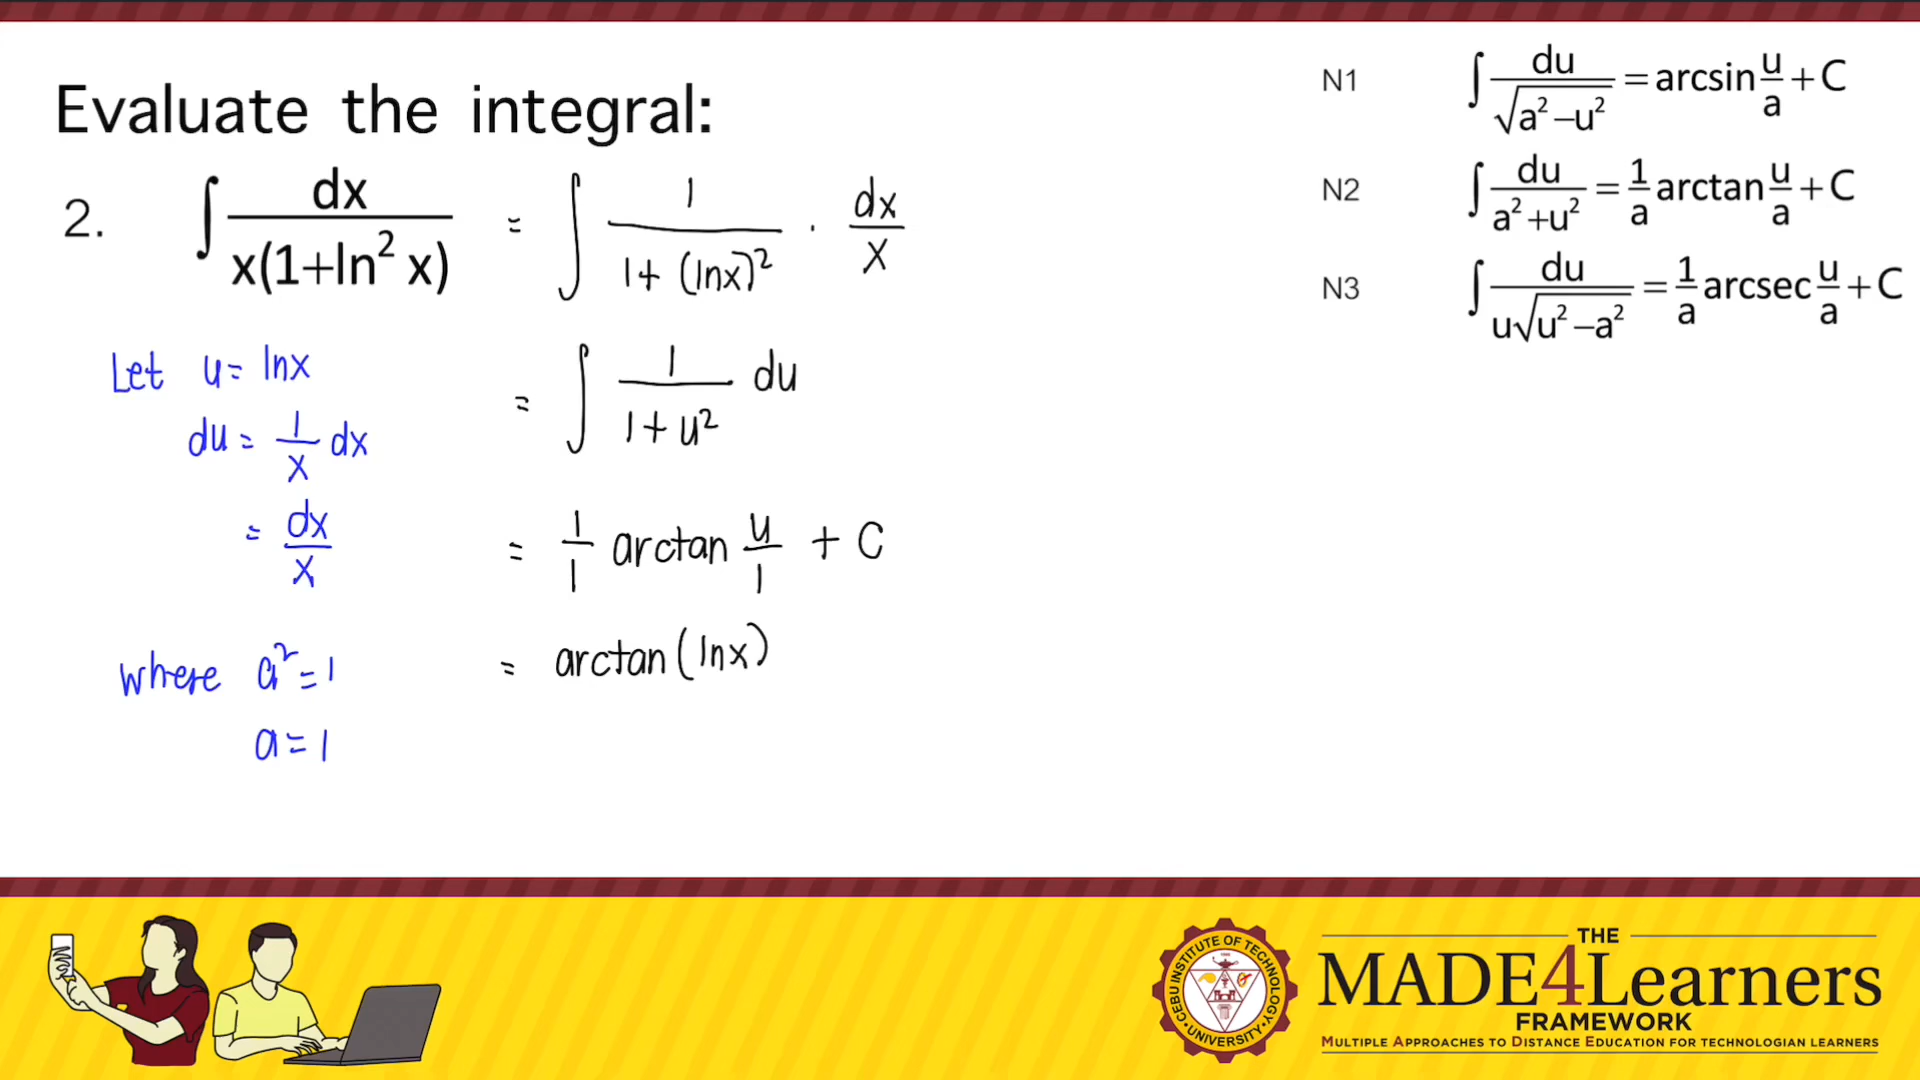 Evaluate the integral:
2. ∫ dx / x(1+ln² x) = ∫ 1 / 1+(lnx)² · dx / x
Let u = lnx
du = 1/x dx
= dx/x
where a² = 1
a = 1
= ∫ 1 / 1+u² du
= 1/1 arctan u/1 + C
= arctan(lnx)
N1 ∫ du / √(a²–u²) = arcsin u/a + C
N2 ∫ du / a²+u² = 1/a arctan u/a + C
N3 ∫ du / u√(u²–a²) = 1/a arcsec u/a + C
CEBU INSTITUTE OF TECHNOLOGY
• UNIVERSITY •
THE
MADE4Learners
FRAMEWORK
MULTIPLE APPROACHES TO DISTANCE EDUCATION FOR TECHNOLOGIAN LEARNERS